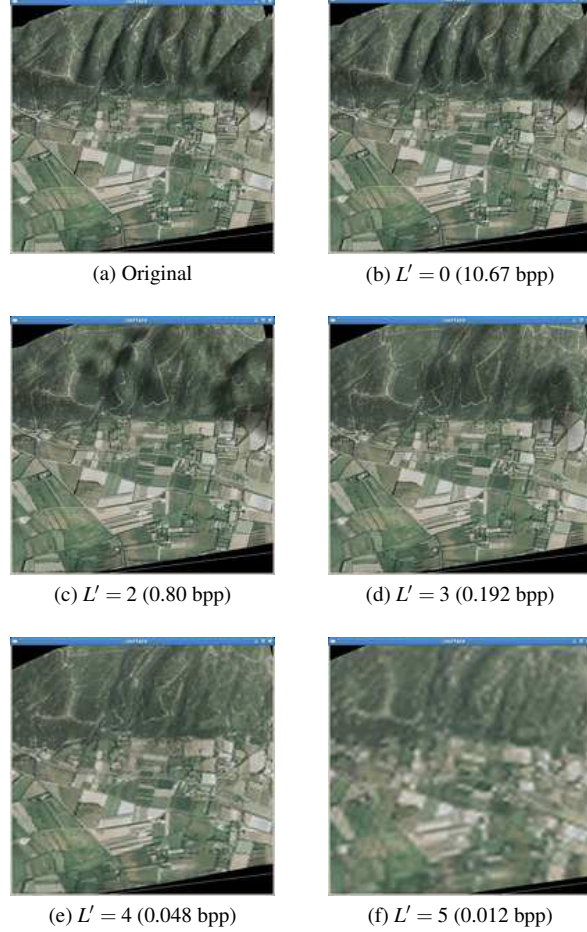 (a) Original
(b) L′ = 0 (10.67 bpp)
(c) L′ = 2 (0.80 bpp)
(d) L′ = 3 (0.192 bpp)
(e) L′ = 4 (0.048 bpp)
(f) L′ = 5 (0.012 bpp)